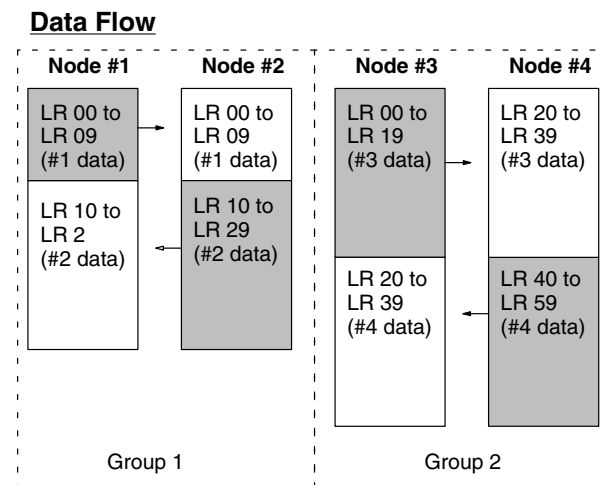 Data Flow
Node #1
Node #2
Node #3
Node #4
LR 00 to
LR 09
(#1 data)
LR 10 to
LR 2
(#2 data)
LR 00 to
LR 09
(#1 data)
LR 10 to
LR 29
(#2 data)
LR 00 to
LR 19
(#3 data)
LR 20 to
LR 39
(#4 data)
LR 20 to
LR 39
(#3 data)
LR 40 to
LR 59
(#4 data)
Group 1
Group 2